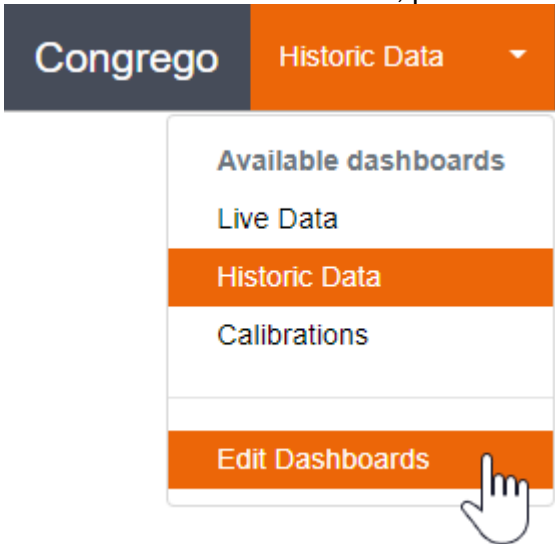 Congrego Historic Data
Available dashboards
Live Data
Historic Data
Calibrations
Edit Dashboards